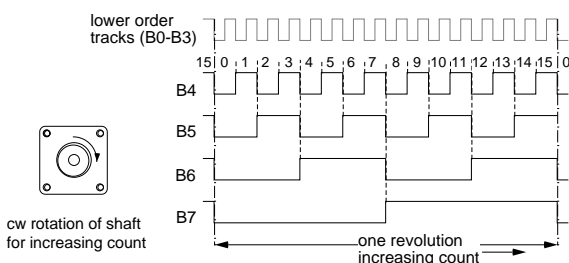 lower order
tracks (B0-B3)
15 0 1 2 3 4 5 6 7 8 9 10 11 12 13 14 15 0
B4
B5
B6
B7
cw rotation of shaft
for increasing count
one revolution
increasing count